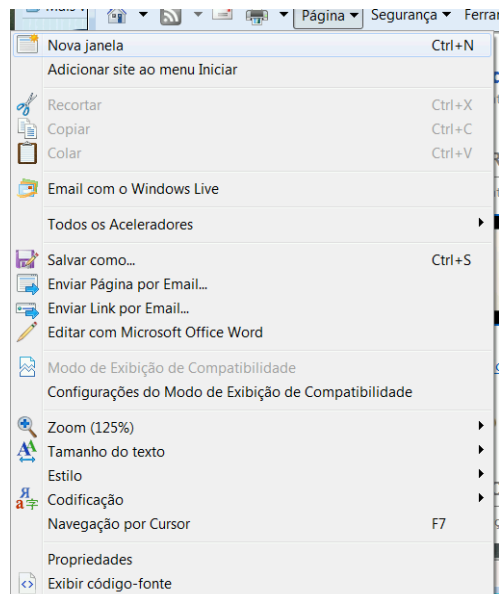 Mais
Página Segurança Ferrar
Nova janela Ctrl+N
Adicionar site ao menu Iniciar
Recortar Ctrl+X
Copiar Ctrl+C
Colar Ctrl+V
Email com o Windows Live
Todos os Aceleradores
Salvar como... Ctrl+S
Enviar Página por Email...
Enviar Link por Email...
Editar com Microsoft Office Word
Modo de Exibição de Compatibilidade
Configurações do Modo de Exibição de Compatibilidade
Zoom (125%)
Tamanho do texto
Estilo
Codificação
Navegação por Cursor F7
Propriedades
Exibir código-fonte